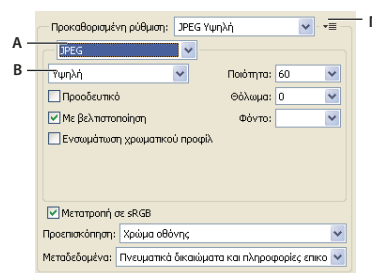 Προκαθορισμένη ρύθμιση: JPEG Υψηλή I
A JPEG
B Υψηλή Ποιότητα: 60
Προοδευτικό Θόλωμα: 0
Με βελτιστοποίηση Φόντο:
Ενσωμάτωση χρωματικού προφίλ
Μετατροπή σε sRGB
Προεπισκόπηση: Χρώμα οθόνης
Μεταδεδομένα: Πνευματικά δικαιώματα και πληροφορίες επικο